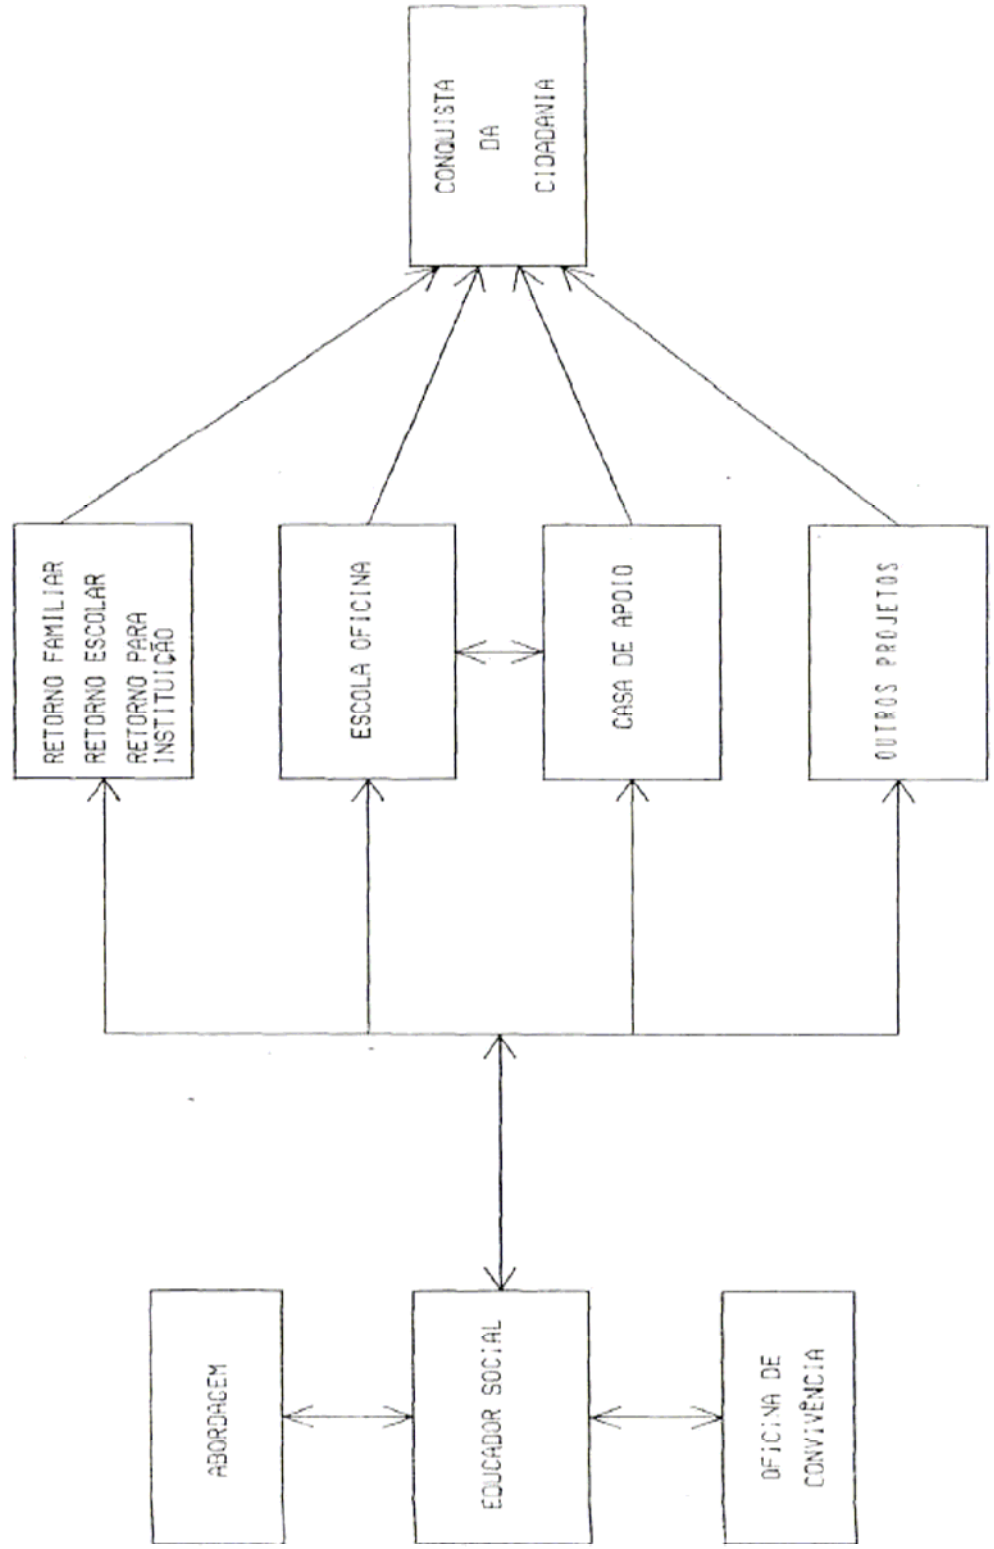 ABORDAGEM
EDUCADOR SOCIAL
OFICINA DE
CONVIVÊNCIA
RETORNO FAMILIAR
RETORNO ESCOLAR
RETORNO PARA
INSTITUIÇÃO
ESCOLA OFICINA
CASA DE APOIO
OUTROS PROJETOS
CONQUISTA
DA
CIDADANIA